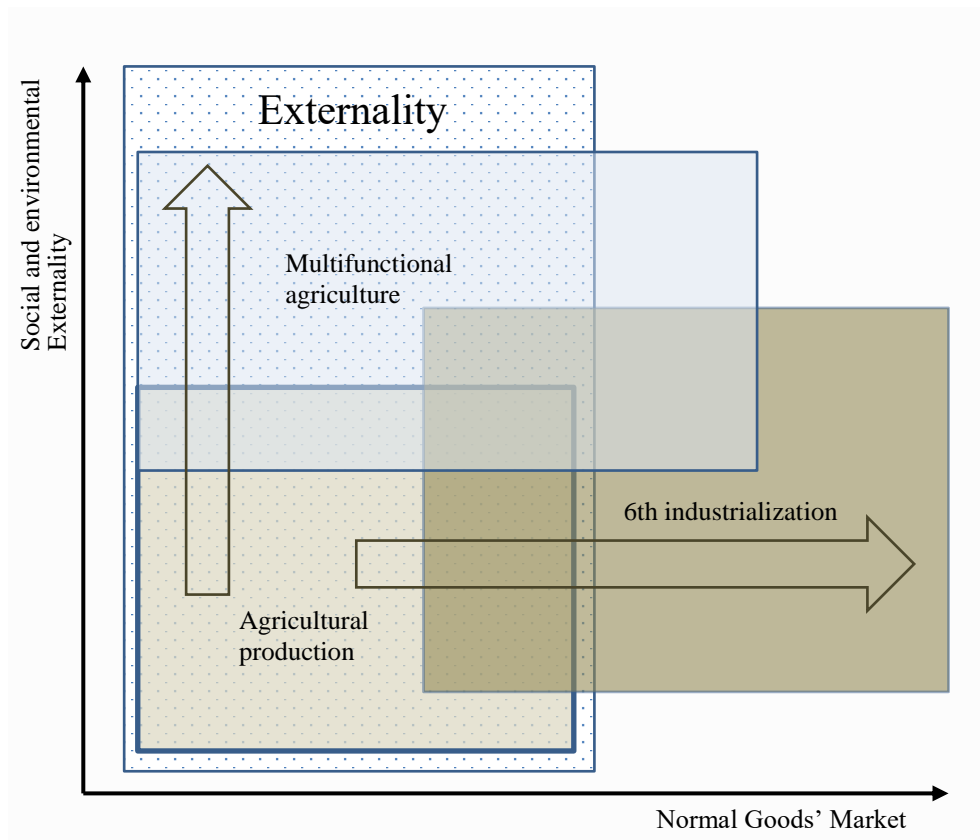 Externality
Social and environmental
Externality
Multifunctional
agriculture
6th industrialization
Agricultural
production
Normal Goods’ Market